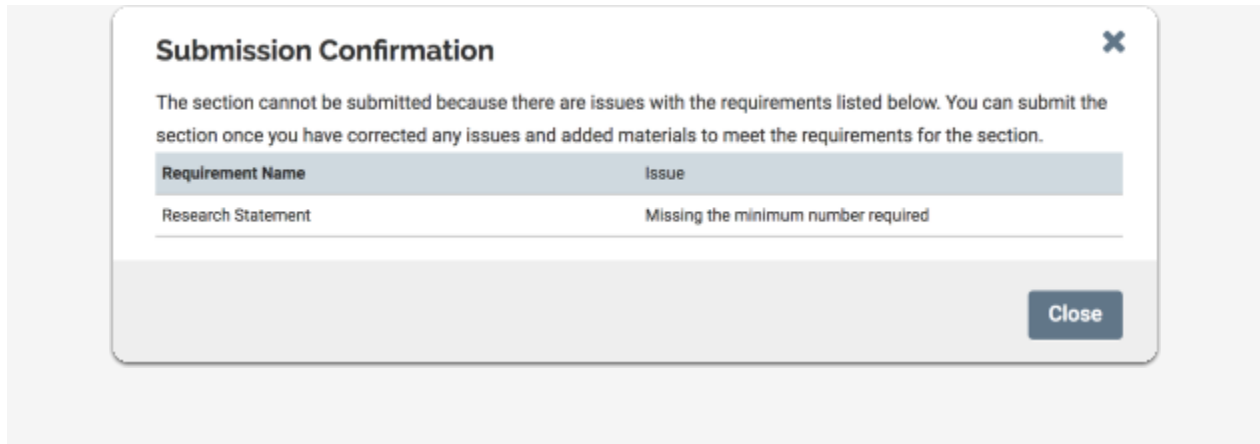 Submission Confirmation
The section cannot be submitted because there are issues with the requirements listed below. You can submit the
section once you have corrected any issues and added materials to meet the requirements for the section.
Requirement Name Issue
Research Statement Missing the minimum number required
Close